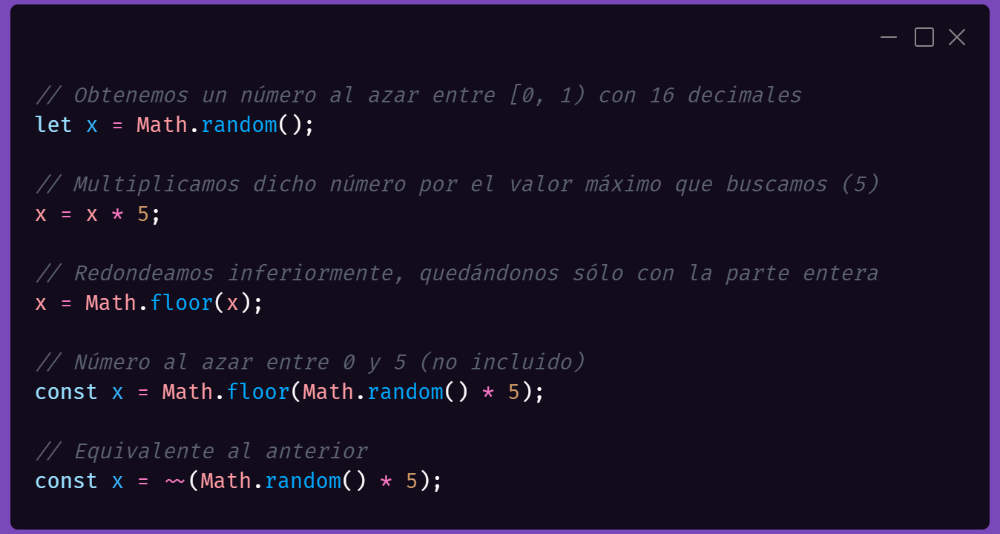 // Obtenemos un número al azar entre [0, 1) con 16 decimales
let x = Math.random();
// Multiplicamos dicho número por el valor máximo que buscamos (5)
x = x * 5;
// Redondeamos inferiormente, quedándonos sólo con la parte entera
x = Math.floor(x);
// Número al azar entre 0 y 5 (no incluido)
const x = Math.floor(Math.random() * 5);
// Equivalente al anterior
const x = ~~(Math.random() * 5);